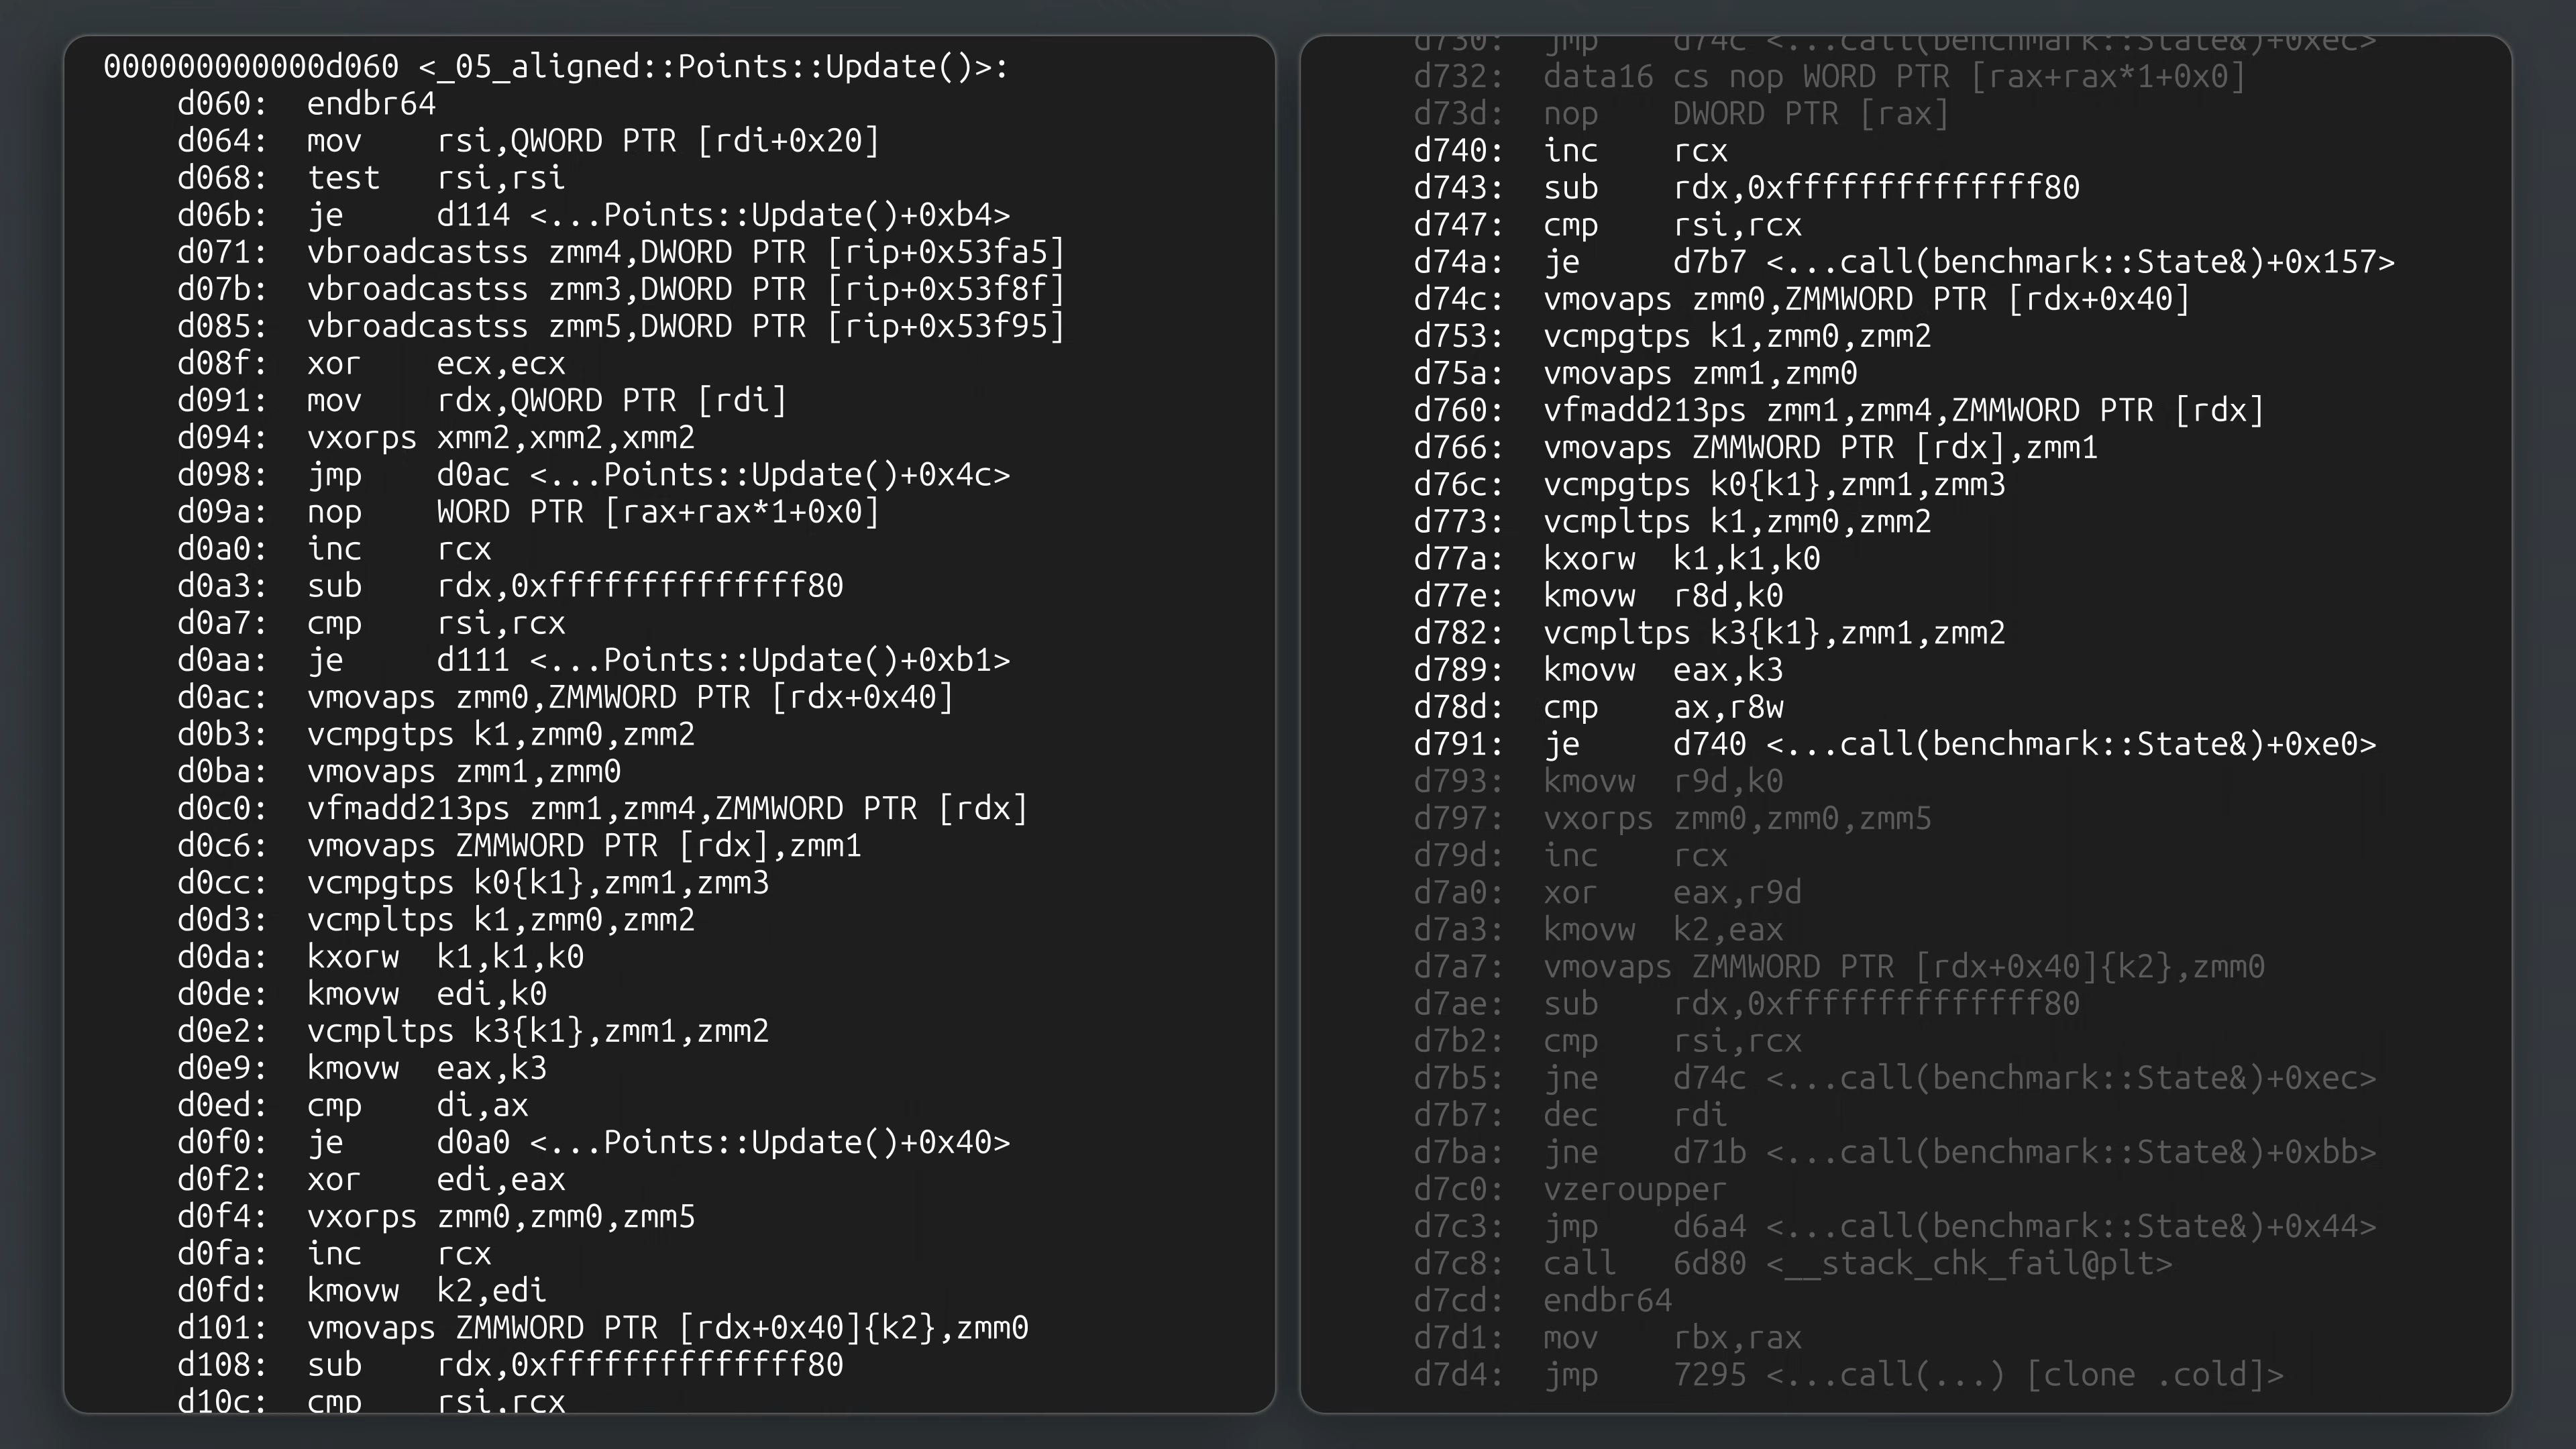 000000000000d060 <_05_aligned::Points::Update()>:
d060: endbr64
d064: mov rsi,QWORD PTR [rdi+0x20]
d068: test rsi,rsi
d06b: je d114 <...Points::Update()+0xb4>
d071: vbroadcastss zmm4,DWORD PTR [rip+0x53fa5]
d07b: vbroadcastss zmm3,DWORD PTR [rip+0x53f8f]
d085: vbroadcastss zmm5,DWORD PTR [rip+0x53f95]
d08f: xor ecx,ecx
d091: mov rdx,QWORD PTR [rdi]
d094: vxorps xmm2,xmm2,xmm2
d098: jmp d0ac <...Points::Update()+0x4c>
d09a: nop WORD PTR [rax+rax*1+0x0]
d0a0: inc rcx
d0a3: sub rdx,0xffffffffffffff80
d0a7: cmp rsi,rcx
d0aa: je d111 <...Points::Update()+0xb1>
d0ac: vmovaps zmm0,ZMMWORD PTR [rdx+0x40]
d0b3: vcmpgtps k1,zmm0,zmm2
d0ba: vmovaps zmm1,zmm0
d0c0: vfmadd213ps zmm1,zmm4,ZMMWORD PTR [rdx]
d0c6: vmovaps ZMMWORD PTR [rdx],zmm1
d0cc: vcmpgtps k0{k1},zmm1,zmm3
d0d3: vcmpltps k1,zmm0,zmm2
d0da: kxorw k1,k1,k0
d0de: kmovw edi,k0
d0e2: vcmpltps k3{k1},zmm1,zmm2
d0e9: kmovw eax,k3
d0ed: cmp di,ax
d0f0: je d0a0 <...Points::Update()+0x40>
d0f2: xor edi,eax
d0f4: vxorps zmm0,zmm0,zmm5
d0fa: inc rcx
d0fd: kmovw k2,edi
d101: vmovaps ZMMWORD PTR [rdx+0x40]{k2},zmm0
d108: sub rdx,0xffffffffffffff80
d10c: cmp rsi,rcx
d730: jmp d74c <...call(benchmark::State&)+0xec>
d732: data16 cs nop WORD PTR [rax+rax*1+0x0]
d73d: nop DWORD PTR [rax]
d740: inc rcx
d743: sub rdx,0xffffffffffffff80
d747: cmp rsi,rcx
d74a: je d7b7 <...call(benchmark::State&)+0x157>
d74c: vmovaps zmm0,ZMMWORD PTR [rdx+0x40]
d753: vcmpgtps k1,zmm0,zmm2
d75a: vmovaps zmm1,zmm0
d760: vfmadd213ps zmm1,zmm4,ZMMWORD PTR [rdx]
d766: vmovaps ZMMWORD PTR [rdx],zmm1
d76c: vcmpgtps k0{k1},zmm1,zmm3
d773: vcmpltps k1,zmm0,zmm2
d77a: kxorw k1,k1,k0
d77e: kmovw r8d,k0
d782: vcmpltps k3{k1},zmm1,zmm2
d789: kmovw eax,k3
d78d: cmp ax,r8w
d791: je d740 <...call(benchmark::State&)+0xe0>
d793: kmovw r9d,k0
d797: vxorps zmm0,zmm0,zmm5
d79d: inc rcx
d7a0: xor eax,r9d
d7a3: kmovw k2,eax
d7a7: vmovaps ZMMWORD PTR [rdx+0x40]{k2},zmm0
d7ae: sub rdx,0xffffffffffffff80
d7b2: cmp rsi,rcx
d7b5: jne d74c <...call(benchmark::State&)+0xec>
d7b7: dec rdi
d7ba: jne d71b <...call(benchmark::State&)+0xbb>
d7c0: vzeroupper
d7c3: jmp d6a4 <...call(benchmark::State&)+0x44>
d7c8: call 6d80 <__stack_chk_fail@plt>
d7cd: endbr64
d7d1: mov rbx,rax
d7d4: jmp 7295 <...call(...) [clone .cold]>